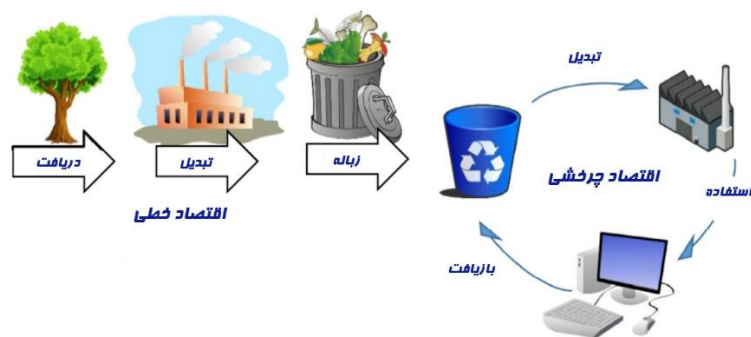 دریافت
تبدیل
زباله
اقتصاد خطی
تبدیل
اقتصاد چرخشی
استفاده
بازیافت